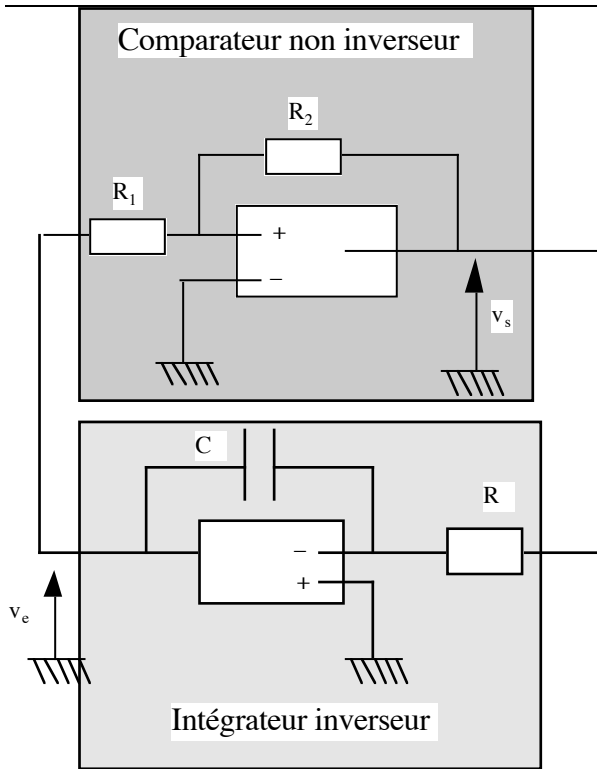 Comparateur non inverseur
R₂
R₁
+
−
vₛ
C
R
−
+
vₑ
Intégrateur inverseur